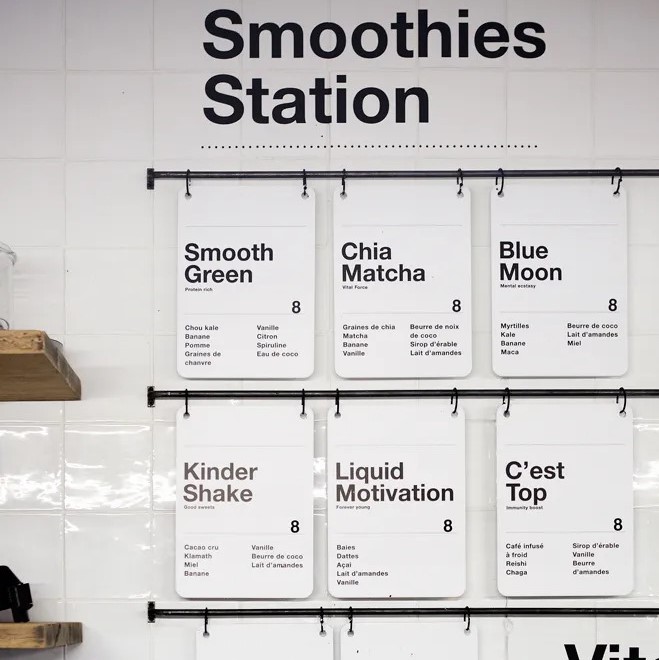 Smoothies
Station
Smooth
Green
Protein rich
8
Chou kale
Banane
Pomme
Graines de
chanvre
Vanille
Citron
Spiruline
Eau de coco
Chia
Matcha
Vital Force
8
Graines de chia
Matcha
Banane
Vanille
Beurre de noix
de coco
Sirop d'érable
Lait d'amandes
Blue
Moon
Mental ecstasy
8
Myrtilles
Kale
Banane
Maca
Beurre de coco
Lait d'amandes
Miel
Kinder
Shake
Good sweets
8
Cacao cru
Klamath
Miel
Banane
Vanille
Beurre de coco
Lait d'amandes
Liquid
Motivation
Forever young
8
Baies
Dattes
Açai
Lait d'amandes
Vanille
C'est
Top
Immunity boost
8
Café infusé
à froid
Reishi
Chaga
Sirop d'érable
Vanille
Beurre
d'amandes